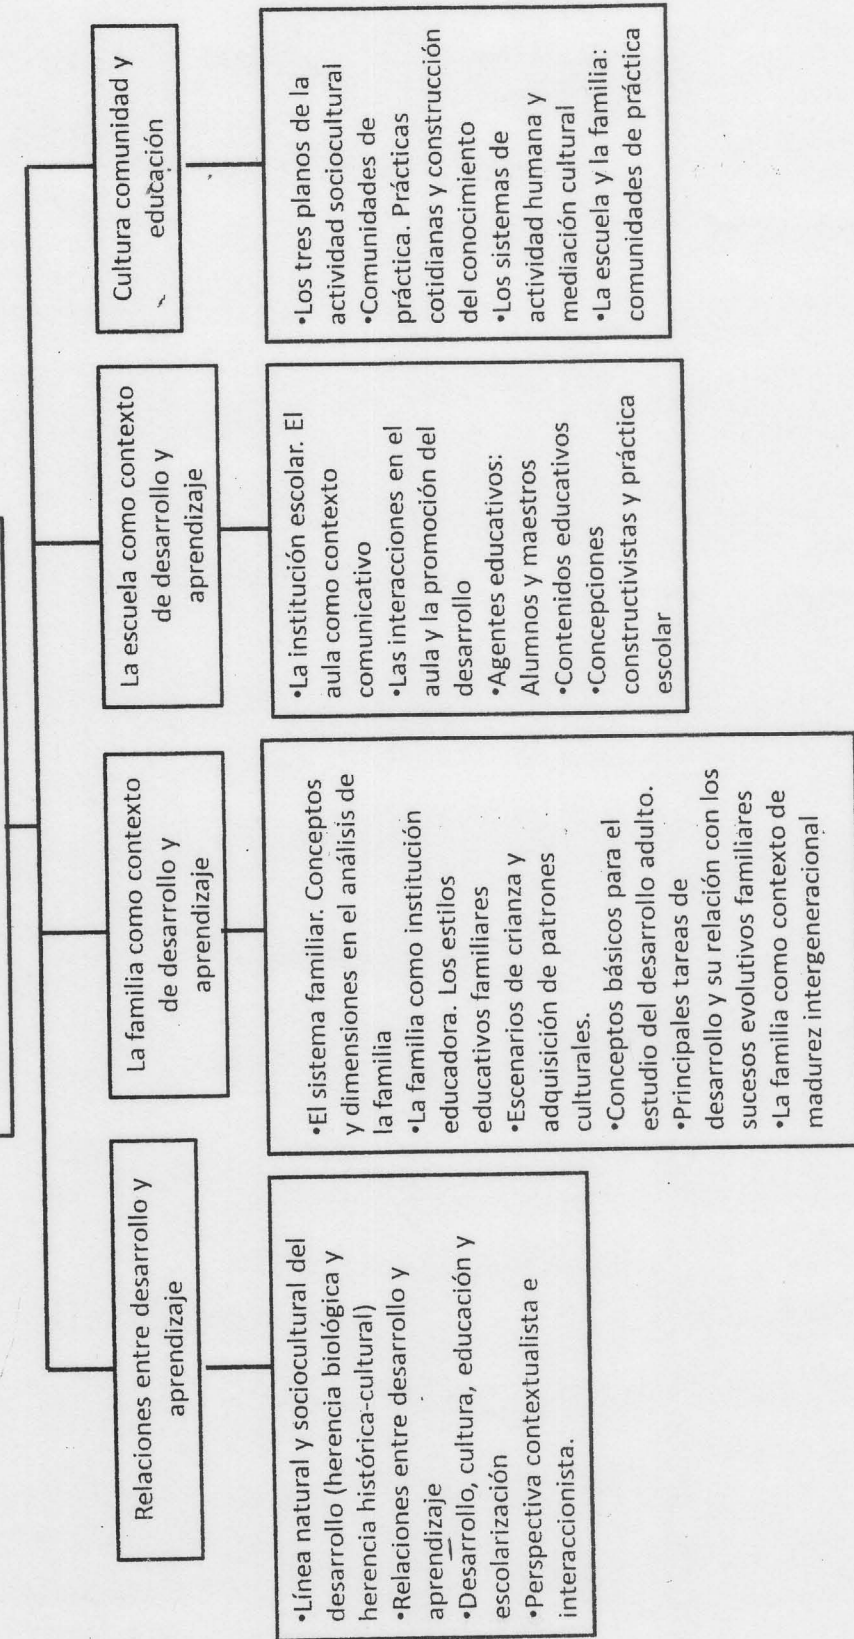 Relaciones entre desarrollo y
aprendizaje
•Línea natural y sociocultural del
desarrollo (herencia biológica y
herencia histórica-cultural)
•Relaciones entre desarrollo y
aprendizaje
•Desarrollo, cultura, educación y
escolarización
•Perspectiva contextualista e
interaccionista.
La familia como contexto
de desarrollo y
aprendizaje
•El sistema familiar. Conceptos
y dimensiones en el análisis de
la familia
•La familia como institución
educadora. Los estilos
educativos familiares
•Escenarios de crianza y
adquisición de patrones
culturales.
•Conceptos básicos para el
estudio del desarrollo adulto.
•Principales tareas de
desarrollo y su relación con los
sucesos evolutivos familiares
•La familia como contexto de
madurez intergeneracional
La escuela como contexto
de desarrollo y
aprendizaje
•La institución escolar. El
aula como contexto
comunicativo
•Las interacciones en el
aula y la promoción del
desarrollo
•Agentes educativos:
Alumnos y maestros
•Contenidos educativos
•Concepciones
constructivistas y práctica
escolar
Cultura comunidad y
educación
•Los tres planos de la
actividad sociocultural
•Comunidades de
práctica. Prácticas
cotidianas y construcción
del conocimiento
•Los sistemas de
actividad humana y
mediación cultural
•La escuela y la familia:
comunidades de práctica